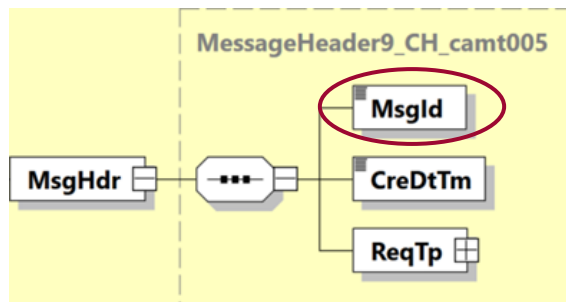 MessageHeader9_CH_camt005
MsgId
MsgHdr
CreDtTm
ReqTp